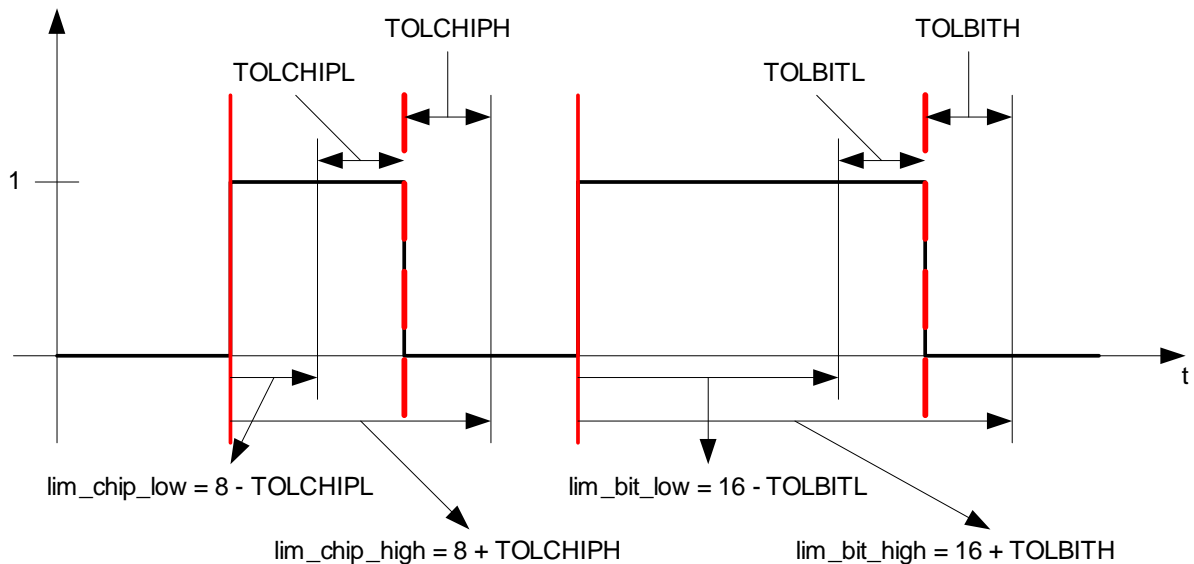 TOLCHIPH
TOLBITH
TOLCHIPL
TOLBITL
1
t
lim_chip_low = 8 - TOLCHIPL
lim_bit_low = 16 - TOLBITL
lim_chip_high = 8 + TOLCHIPH
lim_bit_high = 16 + TOLBITH